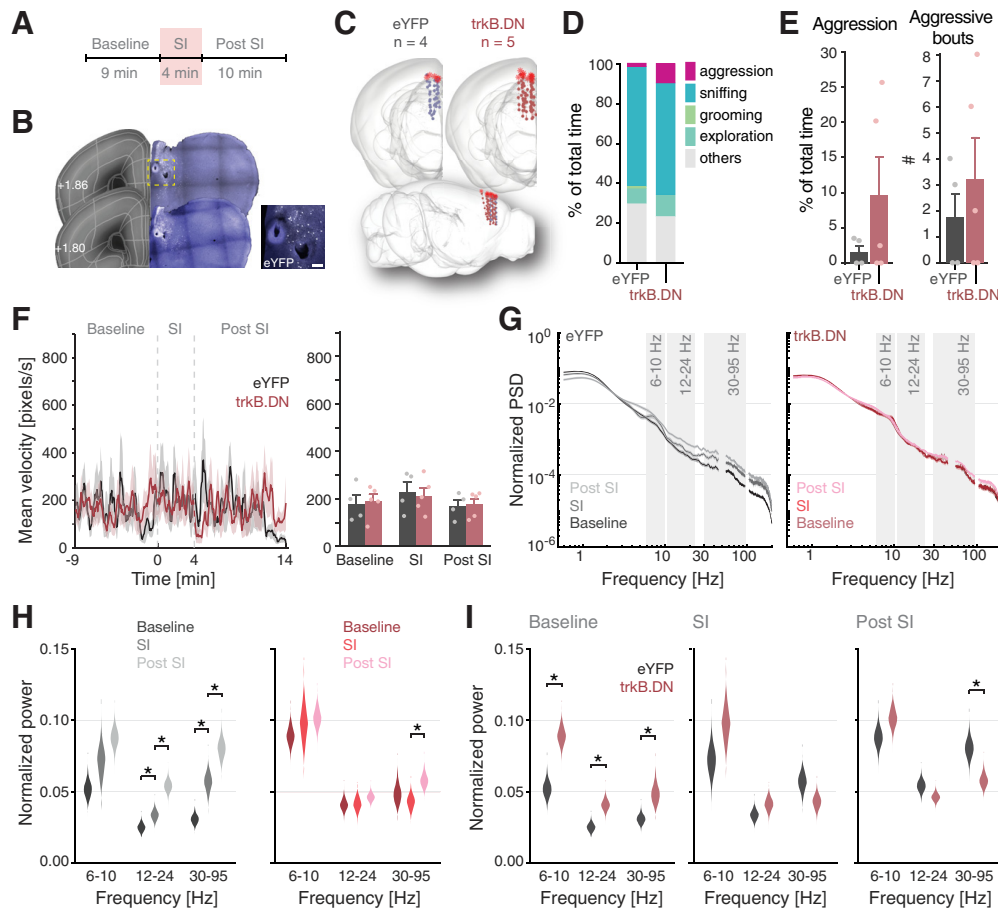 A
Baseline SI Post SI
9 min 4 min 10 min
B
+1.86
+1.80
eYFP
C
eYFP trkB.DN
n = 4 n = 5
D
% of total time
100
80
60
40
20
0
eYFP
trkB.DN
aggression
sniffing
grooming
exploration
others
E
Aggression
% of total time
30
25
20
15
10
5
0
eYFP
trkB.DN
Aggressive
bouts
#
8
7
6
5
4
3
2
1
0
eYFP
trkB.DN
F
Baseline SI Post SI
Mean velocity [pixels/s]
800
600
400
200
0
eYFP
trkB.DN
-9 0 4 14
Time [min]
800
600
400
200
0
Baseline SI Post SI
G
Normalized PSD
10^0
10^-2
10^-4
10^-6
eYFP
6-10 Hz
12-24 Hz
30-95 Hz
Post SI
SI
Baseline
1 10 30 100
Frequency [Hz]
trkB.DN
6-10 Hz
12-24 Hz
30-95 Hz
Post SI
SI
Baseline
1 10 30 100
Frequency [Hz]
H
Normalized power
0.15
0.10
0.05
0.00
Baseline
SI
Post SI
* * * *
6-10 12-24 30-95
Frequency [Hz]
Baseline
SI
Post SI
*
6-10 12-24 30-95
Frequency [Hz]
I
Baseline SI Post SI
Normalized power
0.15
0.10
0.05
0.00
eYFP
trkB.DN
* * * *
6-10 12-24 30-95
Frequency [Hz]
6-10 12-24 30-95
Frequency [Hz]
6-10 12-24 30-95
Frequency [Hz]